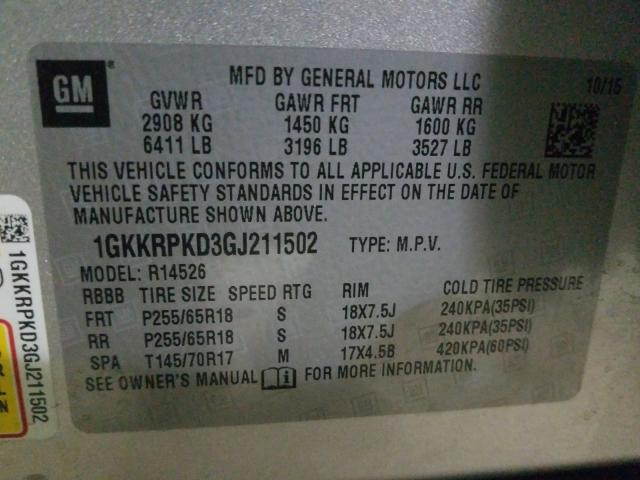 GM
MFD BY GENERAL MOTORS LLC 10/15
GVWR GAWR FRT GAWR RR
2908 KG 1450 KG 1600 KG
6411 LB 3196 LB 3527 LB
THIS VEHICLE CONFORMS TO ALL APPLICABLE U.S. FEDERAL MOTOR
VEHICLE SAFETY STANDARDS IN EFFECT ON THE DATE OF
MANUFACTURE SHOWN ABOVE.
1GKKRPKD3GJ211502 TYPE: M.P.V.
MODEL: R14526
RBBB TIRE SIZE SPEED RTG RIM COLD TIRE PRESSURE
FRT P255/65R18 S 18X7.5J 240KPA(35PSI)
RR P255/65R18 S 18X7.5J 240KPA(35PSI)
SPA T145/70R17 M 17X4.5B 420KPA(60PSI)
SEE OWNER'S MANUAL FOR MORE INFORMATION.
1GKKRPKD3GJ211502